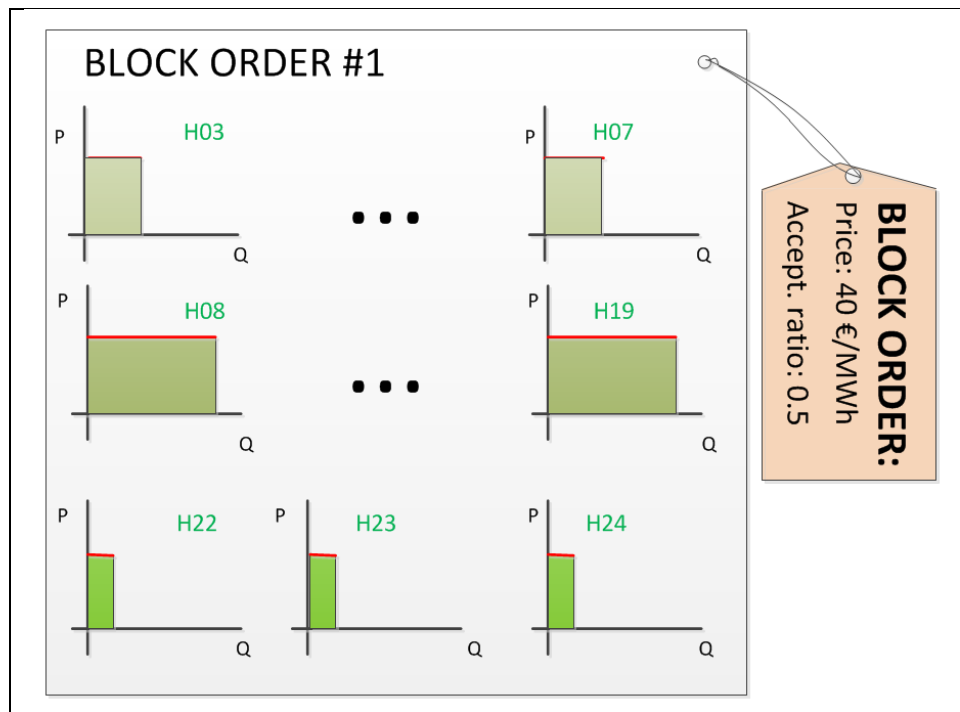 BLOCK ORDER #1
P
H03
Q
P
H07
Q
P
H08
Q
P
H19
Q
P
H22
Q
P
H23
Q
P
H24
Q
BLOCK ORDER:
Price: 40 €/MWh
Accept. ratio: 0.5